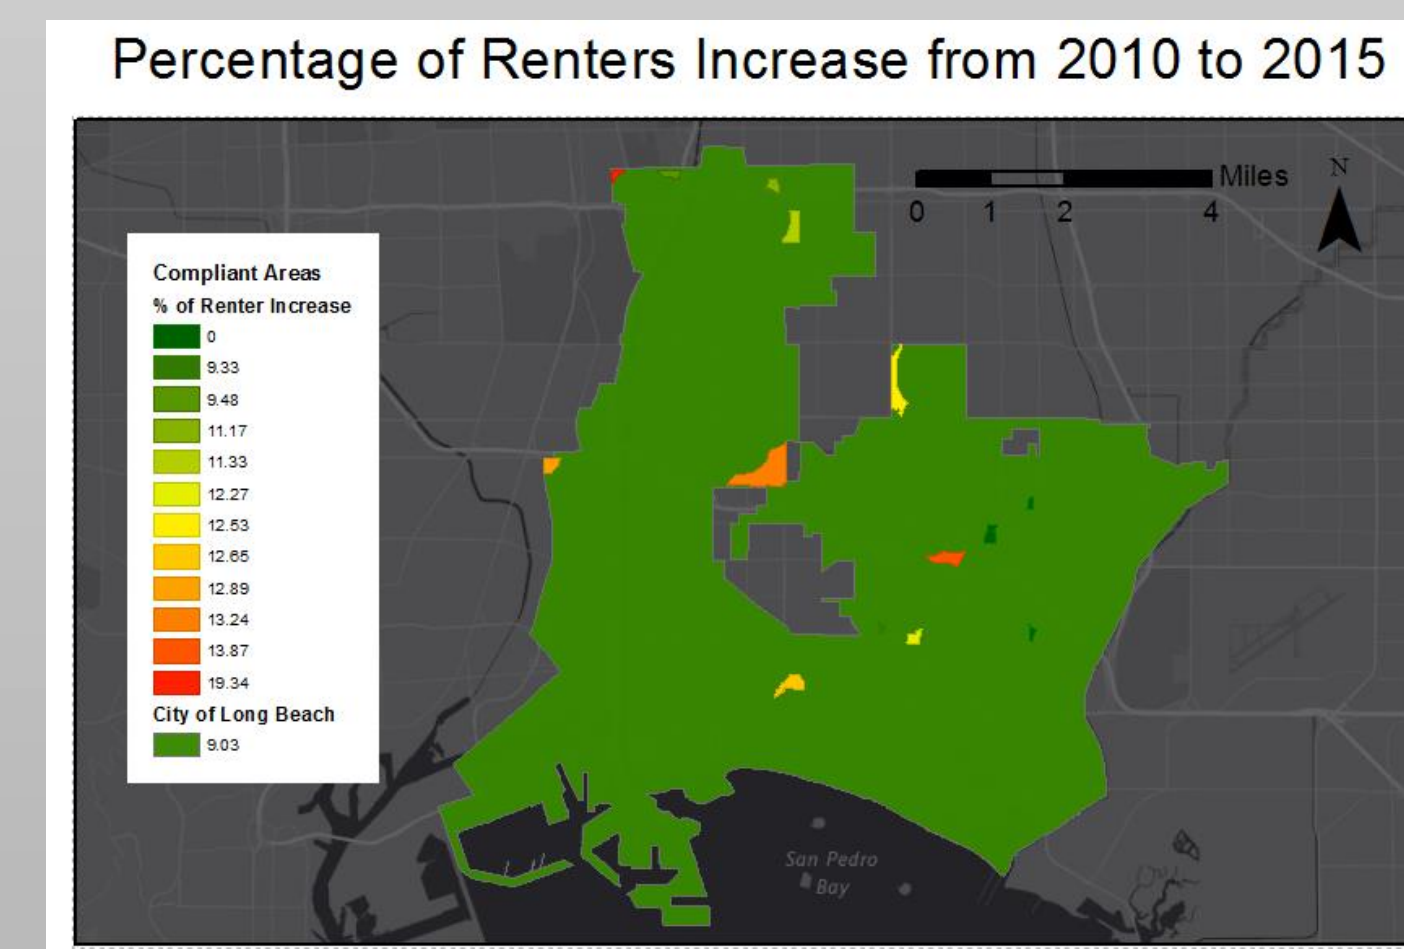 Percentage of Renters Increase from 2010 to 2015
Miles
N
0 1 2 4
Compliant Areas
% of Renter Increase
0
9.33
9.48
11.17
11.33
12.27
12.53
12.65
12.89
13.24
13.87
19.34
City of Long Beach
9.03
San Pedro
Bay